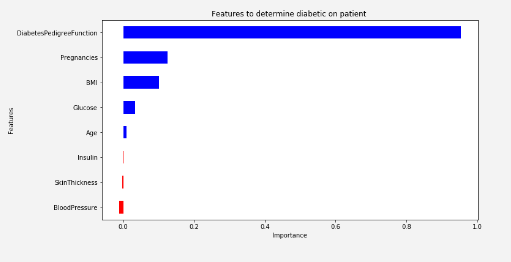 Features to determine diabetic on patient
DiabetesPedigreeFunction
Pregnancies
BMI
Glucose
Age
Insulin
SkinThickness
BloodPressure
Features
0.0 0.2 0.4 0.6 0.8 1.0
Importance